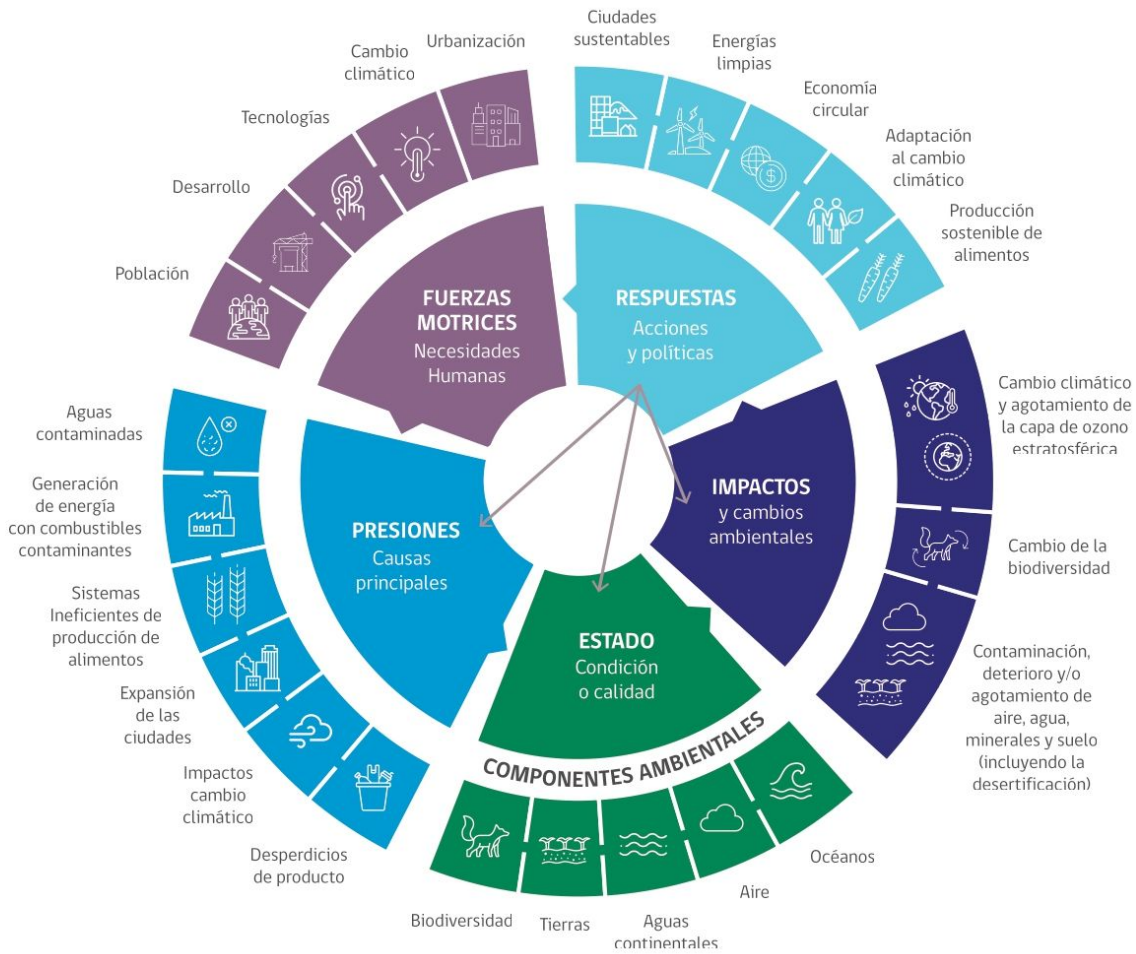 Urbanización
Cambio
climático
Tecnologías
Desarrollo
Población
FUERZAS
MOTRICES
Necesidades
Humanas
Ciudades
sustentables
Energías
limpias
Economía
circular
Adaptación
al cambio
climático
Producción
sostenible de
alimentos
RESPUESTAS
Acciones
y políticas
$
Cambio climático
y agotamiento de
la capa de ozono
estratosférica
Cambio de la
biodiversidad
Contaminación,
deterioro y/o
agotamiento de
aire, agua,
minerales y suelo
(incluyendo la
desertificación)
IMPACTOS
y cambios
ambientales
ESTADO
Condición
o calidad
COMPONENTES AMBIENTALES
Biodiversidad
Tierras
Aguas
continentales
Aire
Océanos
PRESIONES
Causas
principales
Aguas
contaminadas
Generación
de energía
con combustibles
contaminantes
Sistemas
Ineficientes de
producción de
alimentos
Expansión
de las
ciudades
Impactos
cambio
climático
Desperdicios
de producto